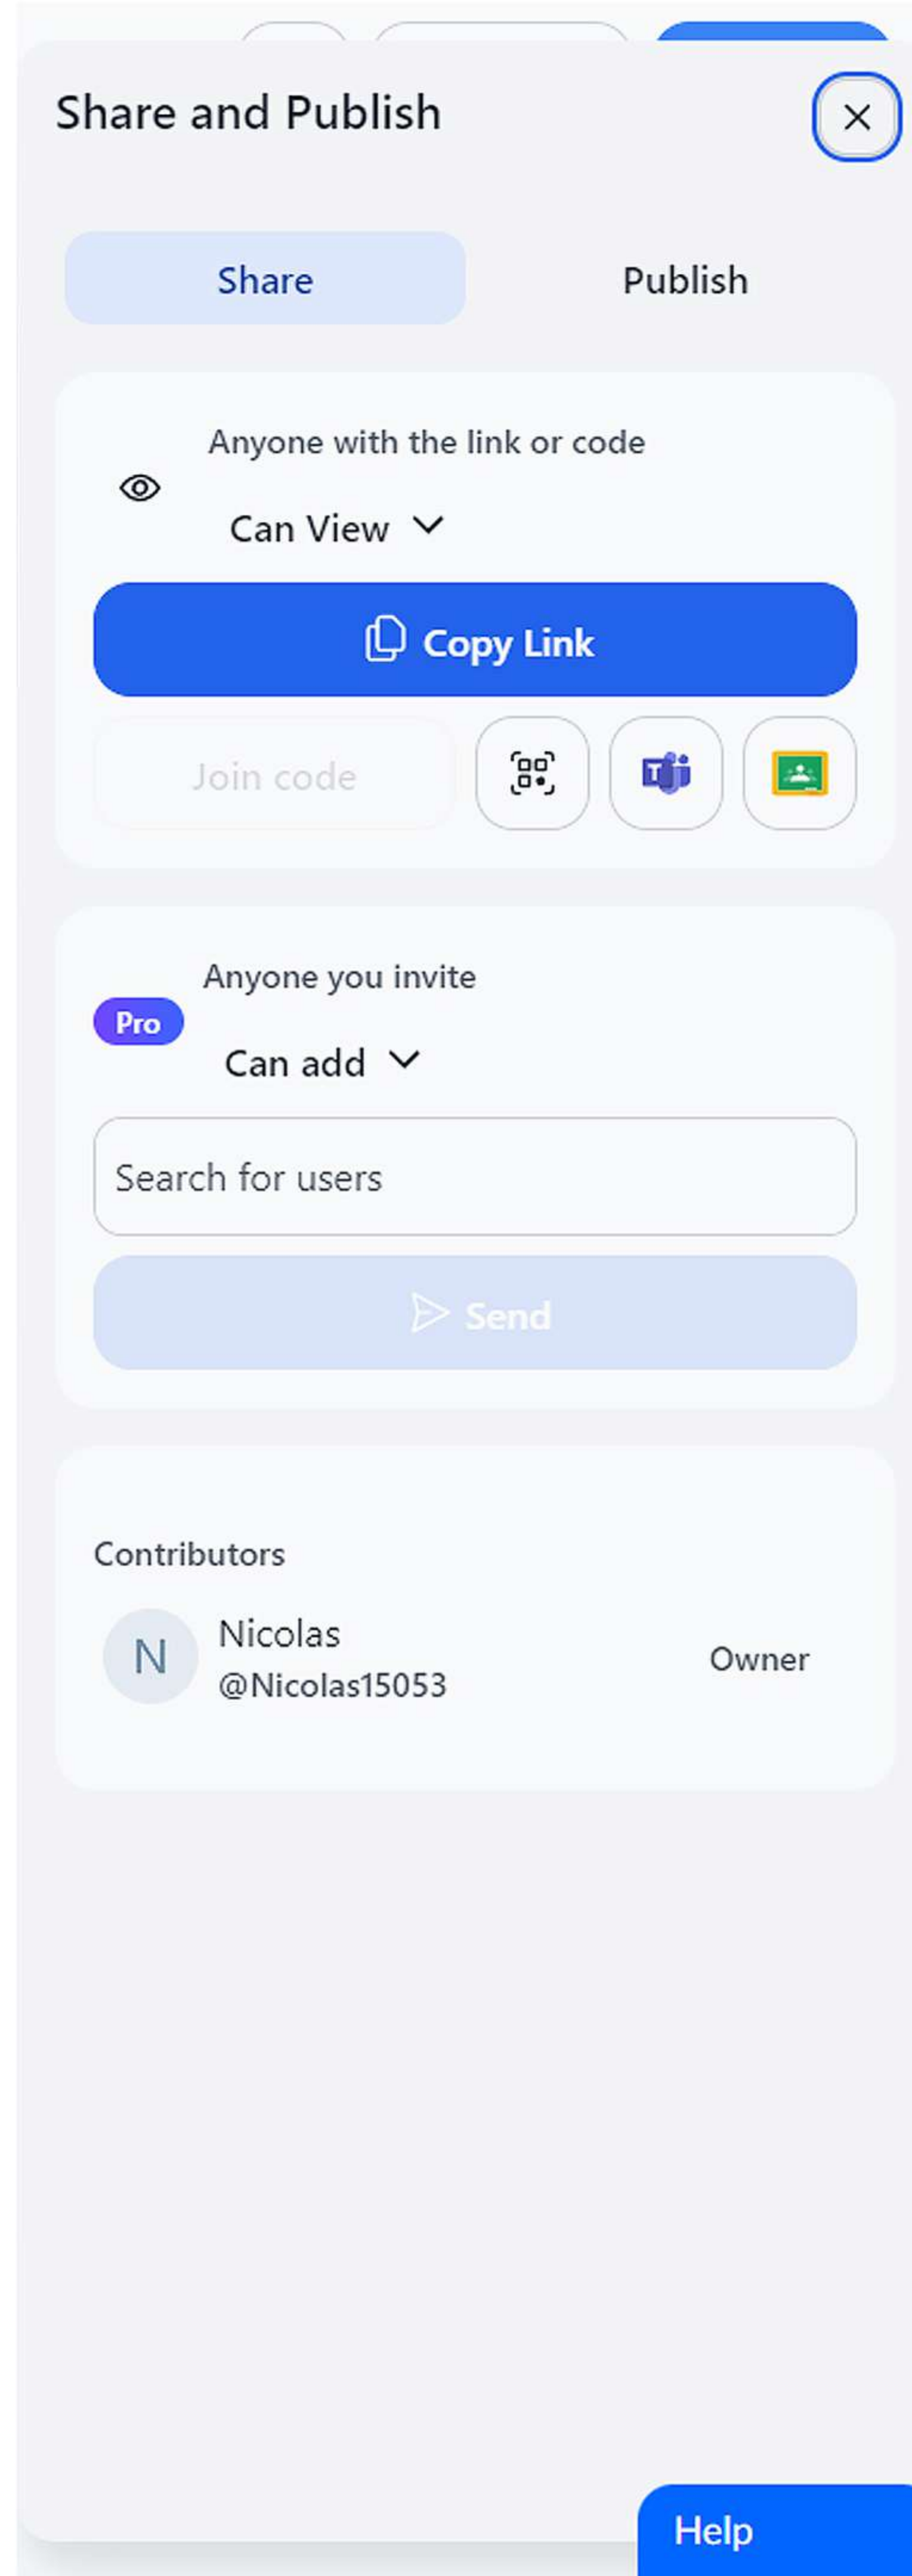 Share and Publish
Share
Publish
Anyone with the link or code
Can View
Copy Link
Join code
Anyone you invite
Pro
Can add
Search for users
Send
Contributors
N
Nicolas
@Nicolas15053
Owner
Help